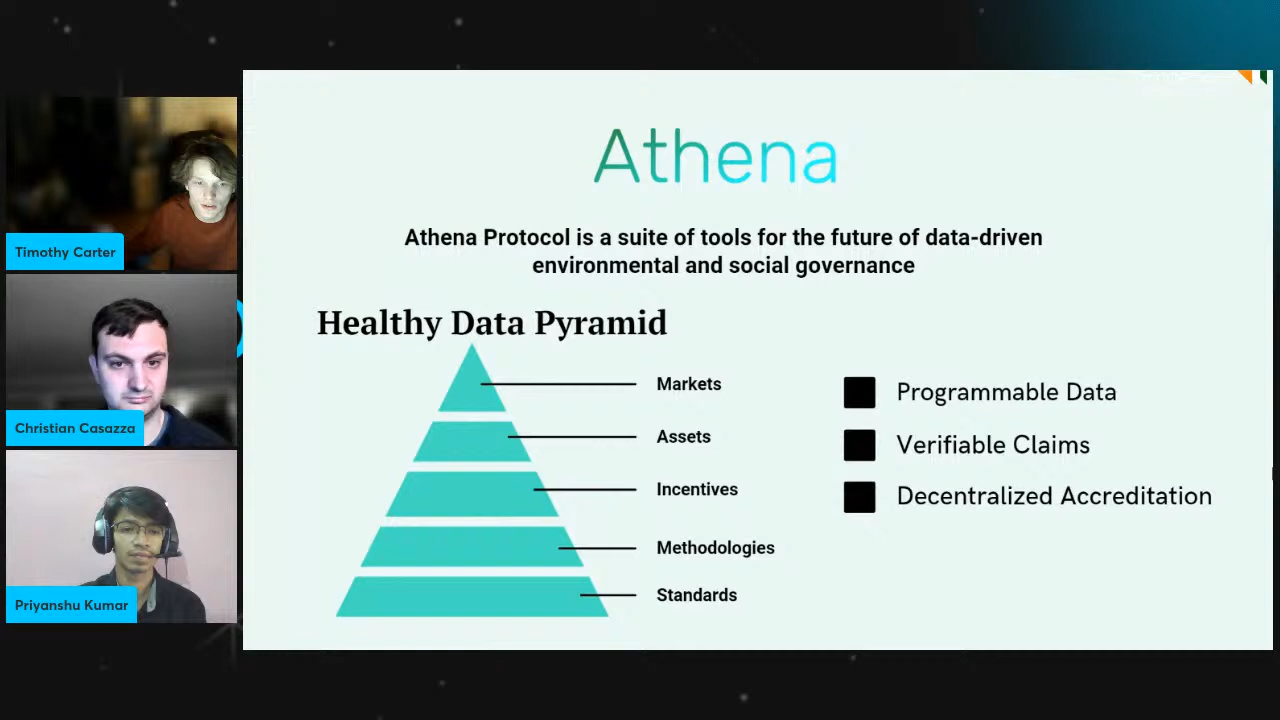 Timothy Carter
Christian Casazza
Priyanshu Kumar
Athena
Athena Protocol is a suite of tools for the future of data-driven
environmental and social governance
Healthy Data Pyramid
Markets
Assets
Incentives
Methodologies
Standards
Programmable Data
Verifiable Claims
Decentralized Accreditation